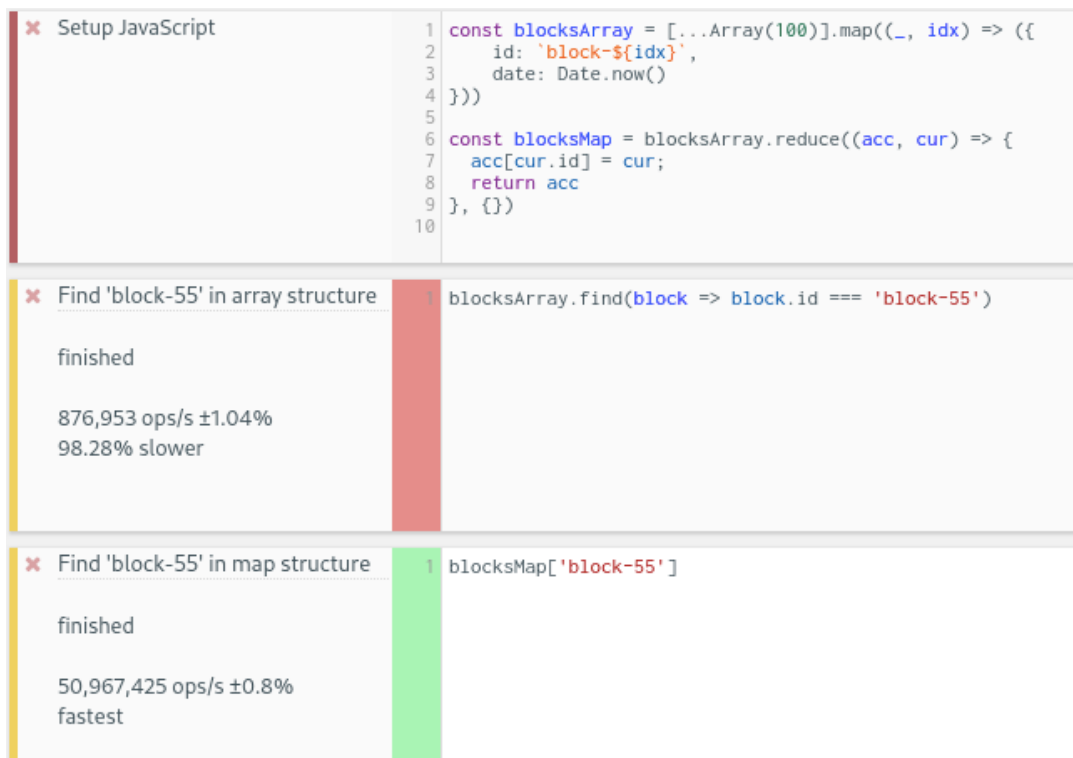 Setup JavaScript
1 const blocksArray = [...Array(100)].map((_, idx) => ({
2     id: `block-${idx}`,
3     date: Date.now()
4 }))
5
6 const blocksMap = blocksArray.reduce((acc, cur) => {
7   acc[cur.id] = cur;
8   return acc
9 }, {})
10
Find 'block-55' in array structure
1 blocksArray.find(block => block.id === 'block-55')
finished
876,953 ops/s ±1.04%
98.28% slower
Find 'block-55' in map structure
1 blocksMap['block-55']
finished
50,967,425 ops/s ±0.8%
fastest